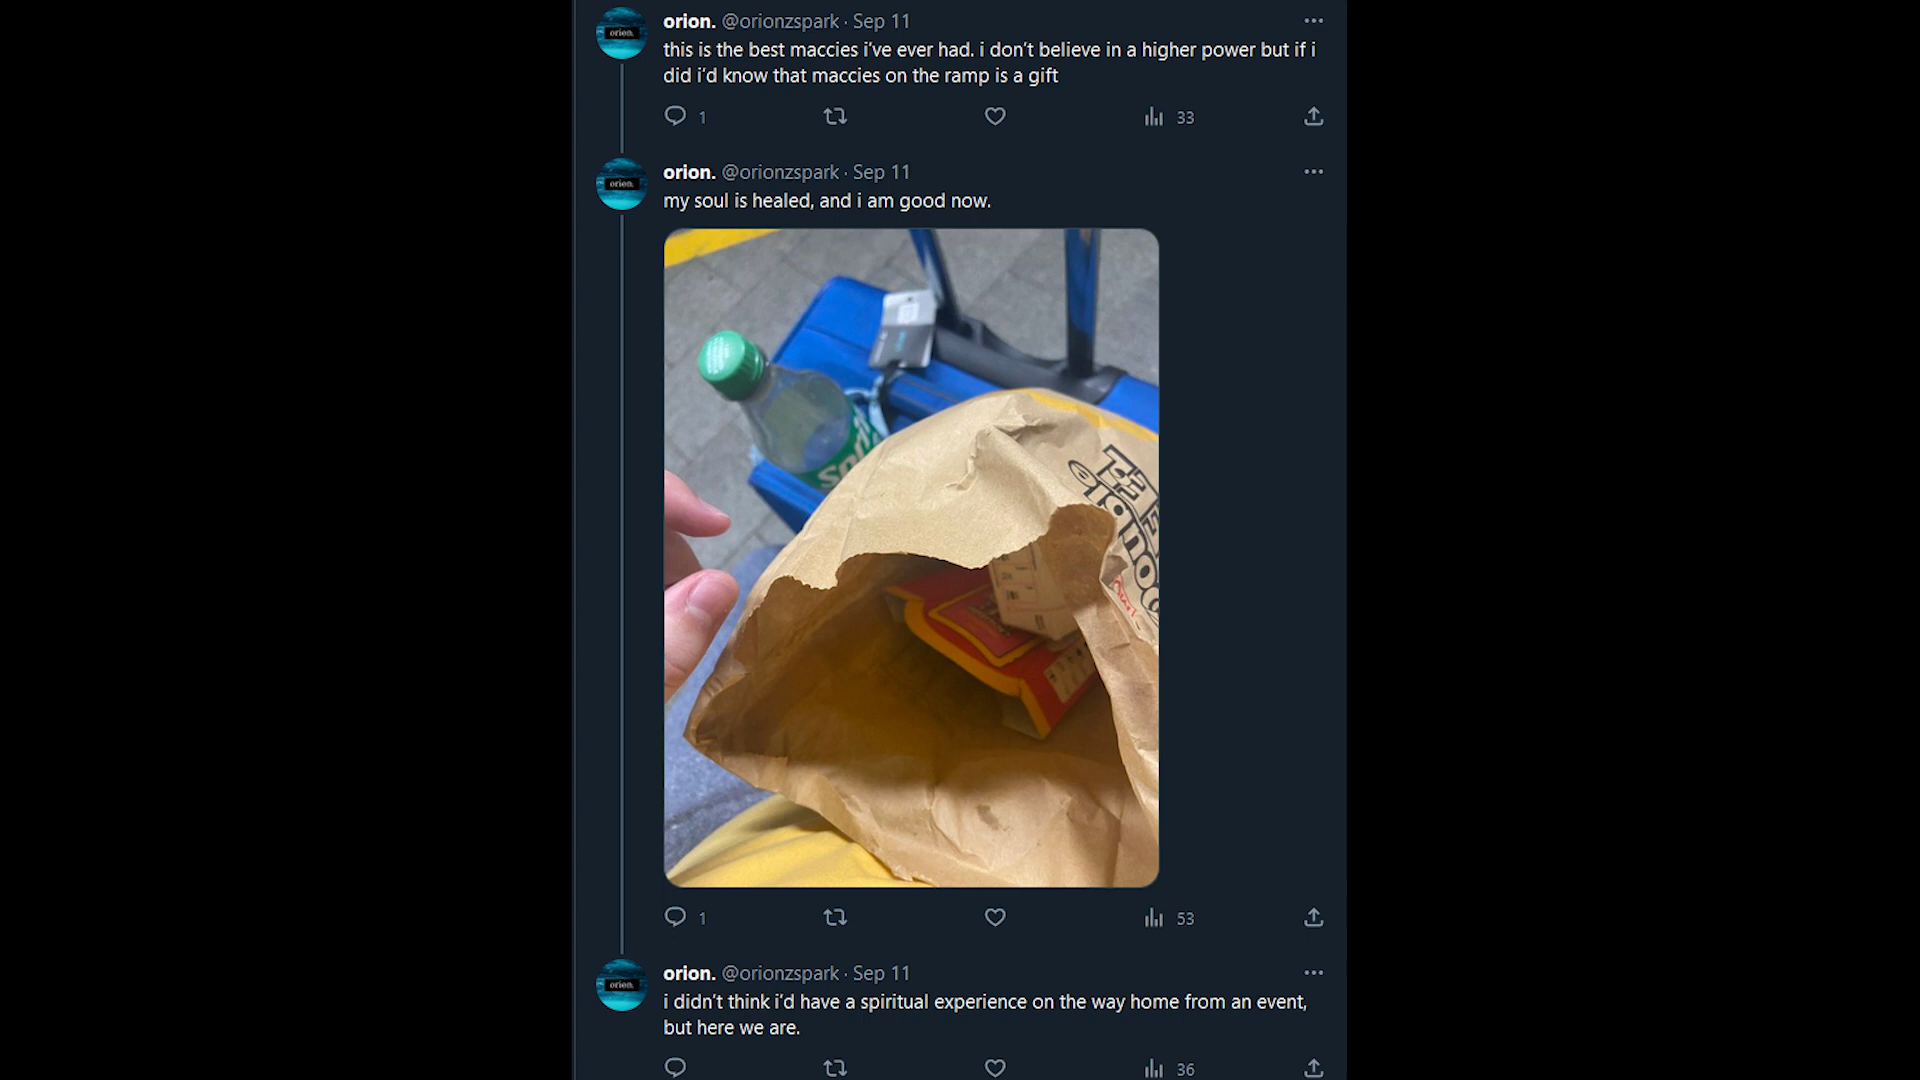 orion. @orionzspark · Sep 11
this is the best maccies i've ever had. i don't believe in a higher power but if i
did i'd know that maccies on the ramp is a gift
1
33
orion. @orionzspark · Sep 11
orion.
my soul is healed, and i am good now.
1
53
orion. @orionzspark · Sep 11
orion.
i didn't think i'd have a spiritual experience on the way home from an event,
but here we are.
36